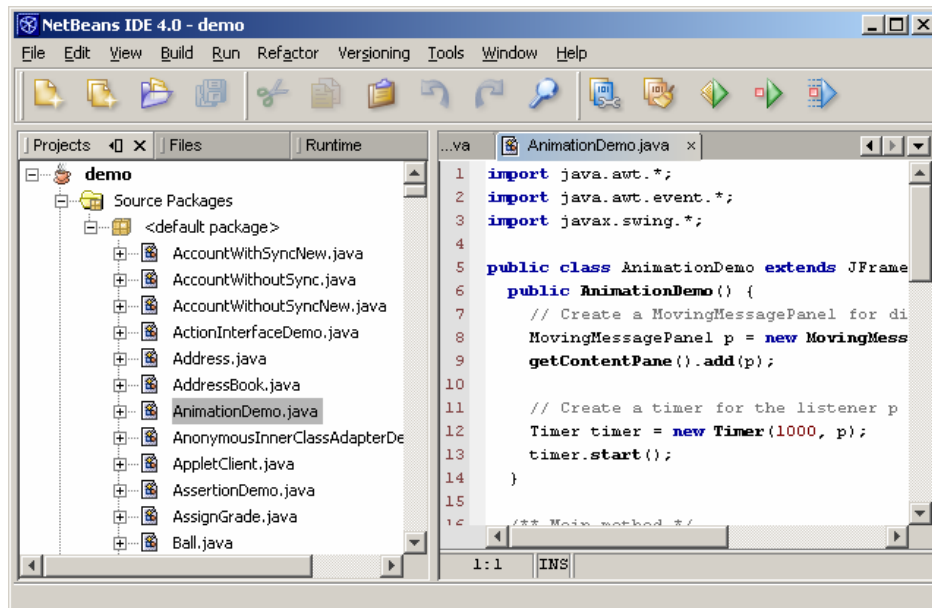 NetBeans IDE 4.0 - demo
File Edit View Build Run Refactor Versioning Tools Window Help
Projects Files Runtime
...va AnimationDemo.java
demo
Source Packages
<default package>
AccountWithSyncNew.java
AccountWithoutSync.java
AccountWithoutSyncNew.java
ActionInterfaceDemo.java
Address.java
AddressBook.java
AnimationDemo.java
AnonymousInnerClassAdapterDe
AppletClient.java
AssertionDemo.java
AssignGrade.java
Ball.java
1 import java.awt.*;
2 import java.awt.event.*;
3 import javax.swing.*;
4
5 public class AnimationDemo extends JFrame
6 public AnimationDemo() {
7 // Create a MovingMessagePanel for di
8 MovingMessagePanel p = new MovingMess
9 getContentPane().add(p);
10
11 // Create a timer for the listener p
12 Timer timer = new Timer(1000, p);
13 timer.start();
14 }
15
16 /** Main method */
1:1 INS